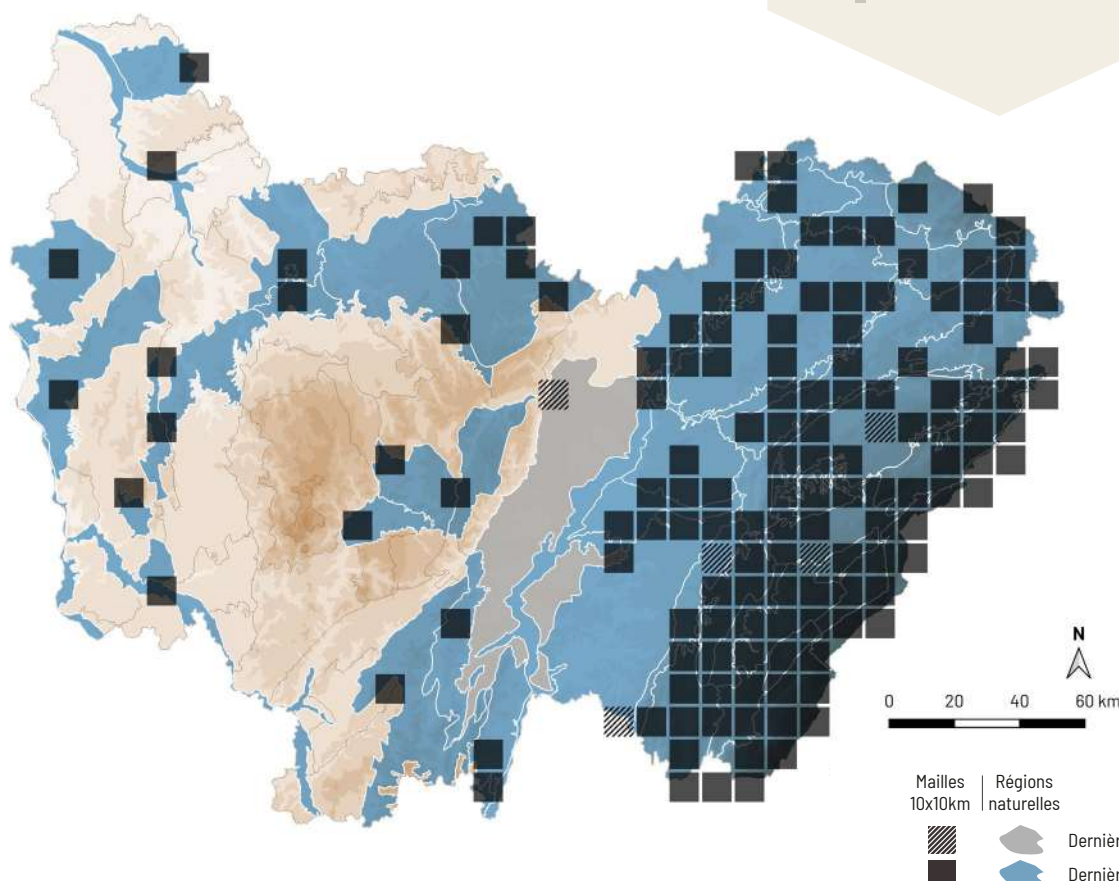 N
0 20 40 60 km
Mailles | Régions
10x10km | naturelles
Dernièr
Dernièr